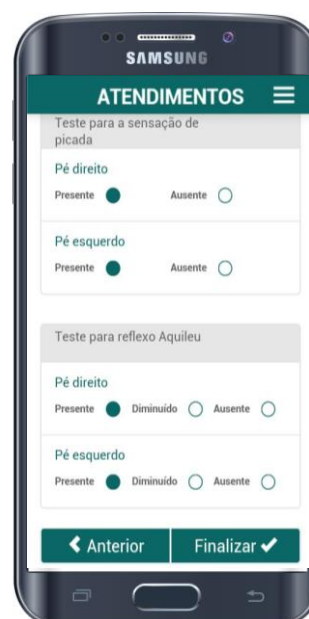 SAMSUNG
ATENDIMENTOS
Teste para a sensação de
picada
Pé direito
Presente Ausente
Pé esquerdo
Presente Ausente
Teste para reflexo Aquileu
Pé direito
Presente Diminuído Ausente
Pé esquerdo
Presente Diminuído Ausente
Anterior Finalizar